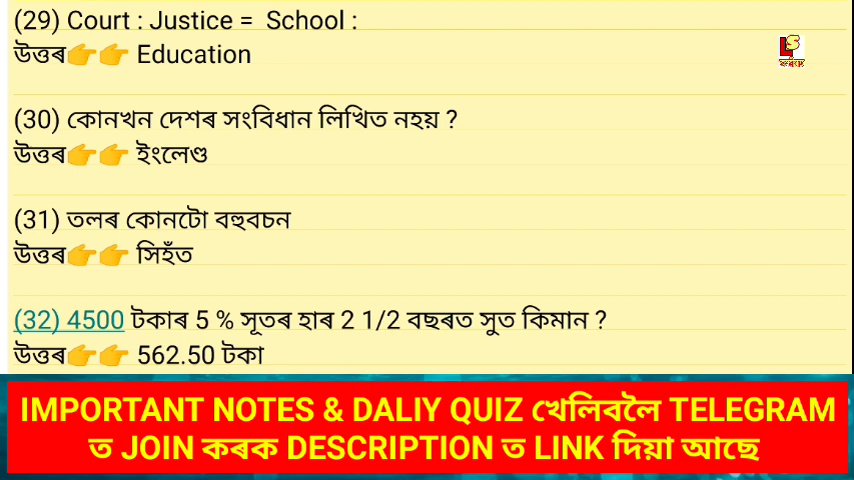 (29) Court : Justice = School :
উত্তৰ👉👉 Education
(30) কোনখন দেশৰ সংবিধান লিখিত নহয় ?
উত্তৰ👉👉 ইংলেণ্ড
(31) তলৰ কোনটো বহুবচন
উত্তৰ👉👉 সিহঁত
(32) 4500 টকাৰ 5 % সূতৰ হাৰ 2 1/2 বছৰত সুত কিমান ?
উত্তৰ👉👉 562.50 টকা
IMPORTANT NOTES & DALIY QUIZ খেলিবলৈ TELEGRAM
ত JOIN কৰক DESCRIPTION ত LINK দিয়া আছে